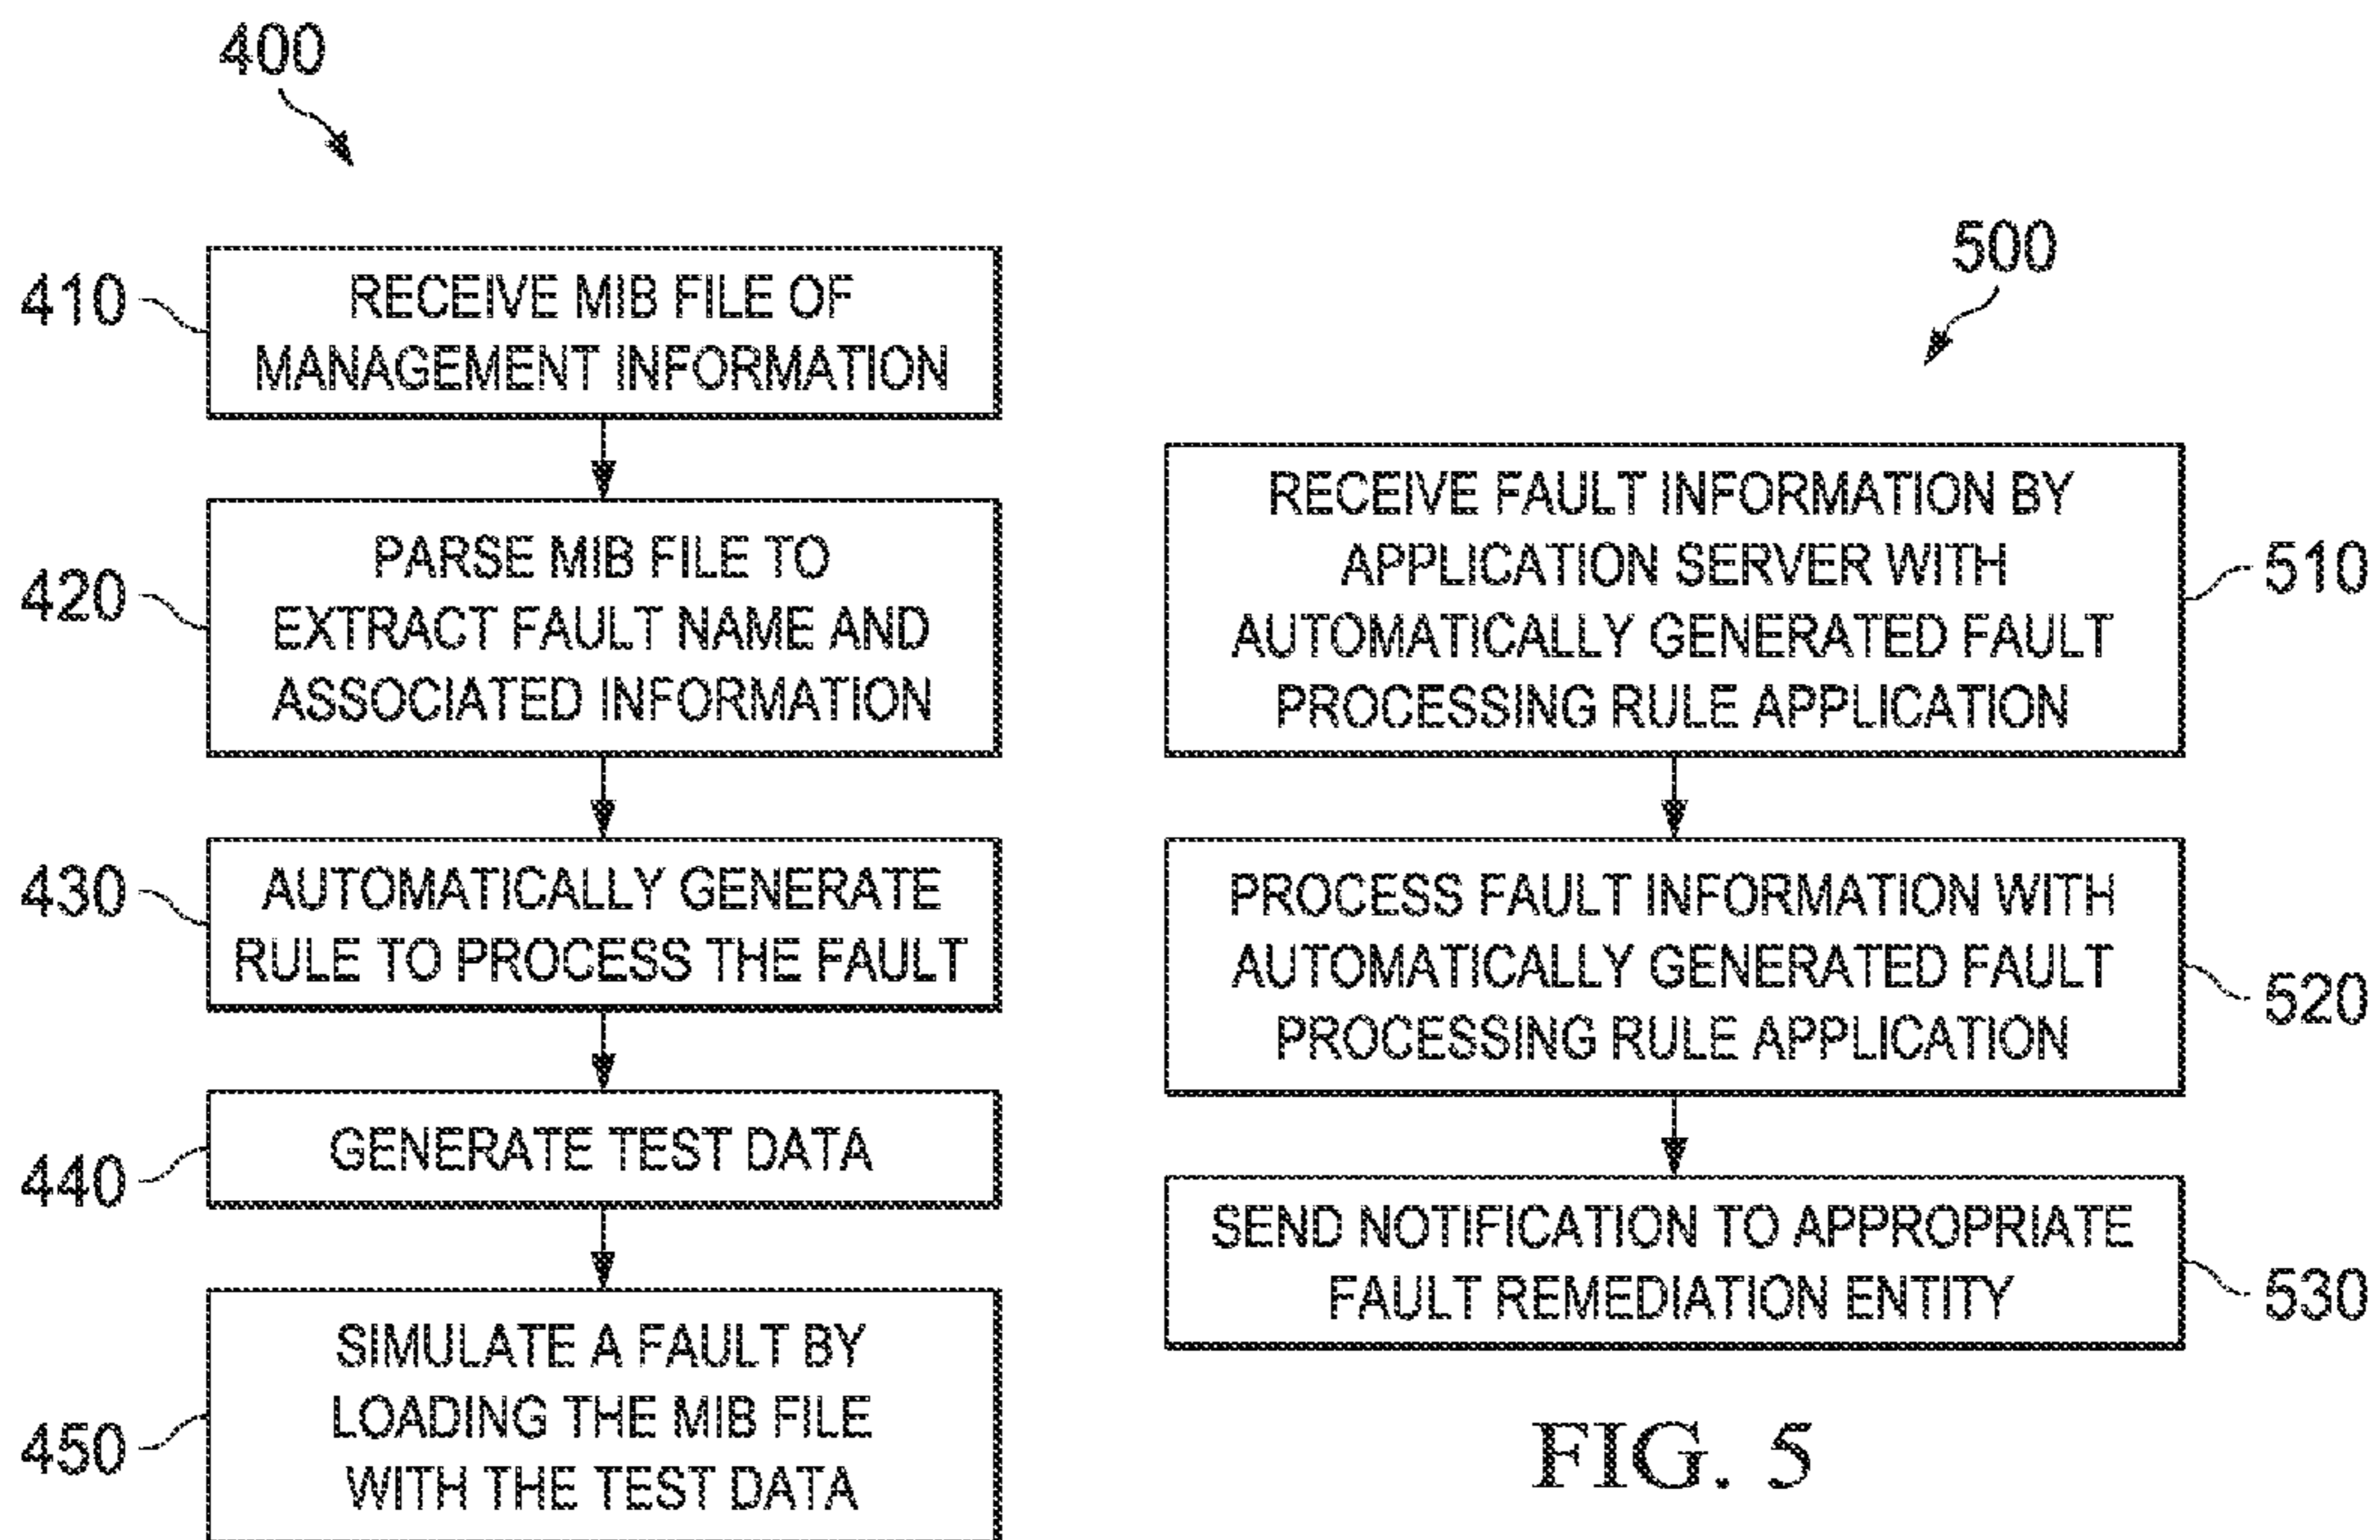 400
410
RECEIVE MIB FILE OF
MANAGEMENT INFORMATION
420
PARSE MIB FILE TO
EXTRACT FAULT NAME AND
ASSOCIATED INFORMATION
430
AUTOMATICALLY GENERATE
RULE TO PROCESS THE FAULT
440
GENERATE TEST DATA
450
SIMULATE A FAULT BY
LOADING THE MIB FILE
WITH THE TEST DATA
500
RECEIVE FAULT INFORMATION BY
APPLICATION SERVER WITH
AUTOMATICALLY GENERATED FAULT
PROCESSING RULE APPLICATION
510
PROCESS FAULT INFORMATION WITH
AUTOMATICALLY GENERATED FAULT
PROCESSING RULE APPLICATION
520
SEND NOTIFICATION TO APPROPRIATE
FAULT REMEDIATION ENTITY
530
FIG. 5